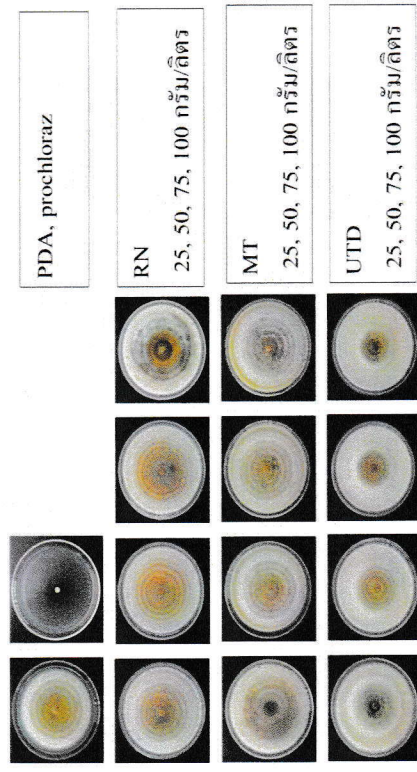 PDA, prochloraz
RN
25, 50, 75, 100 กรัม/ลิตร
MT
25, 50, 75, 100 กรัม/ลิตร
UTD
25, 50, 75, 100 กรัม/ลิตร